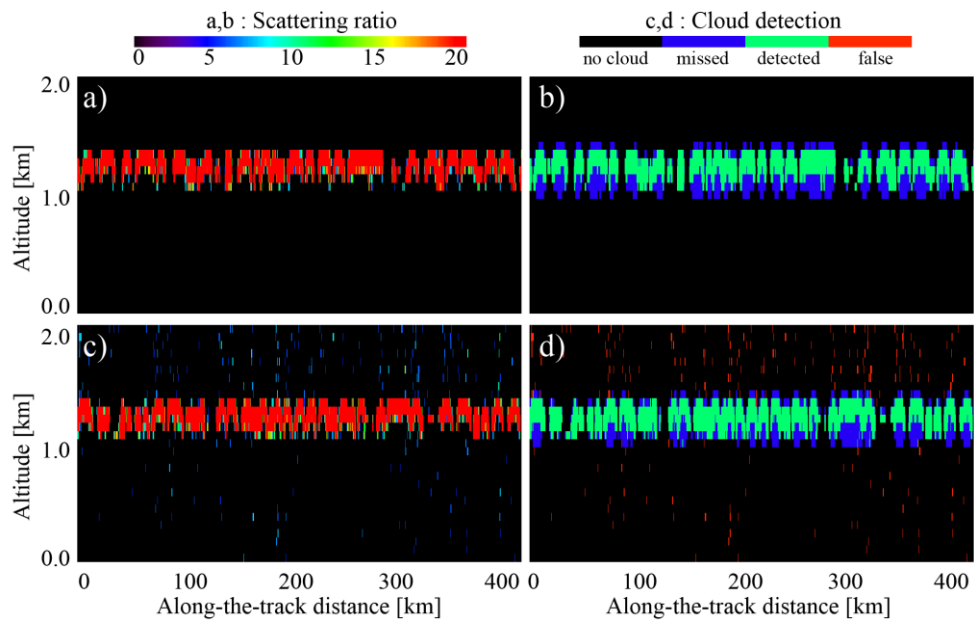 a,b : Scattering ratio
c,d : Cloud detection
0 5 10 15 20
no cloud missed detected false
2.0
a)
b)
Altitude [km]
1.0
0.0
2.0
c)
d)
Altitude [km]
1.0
0.0
0 100 200 300 400
0 100 200 300 400
Along-the-track distance [km]
Along-the-track distance [km]